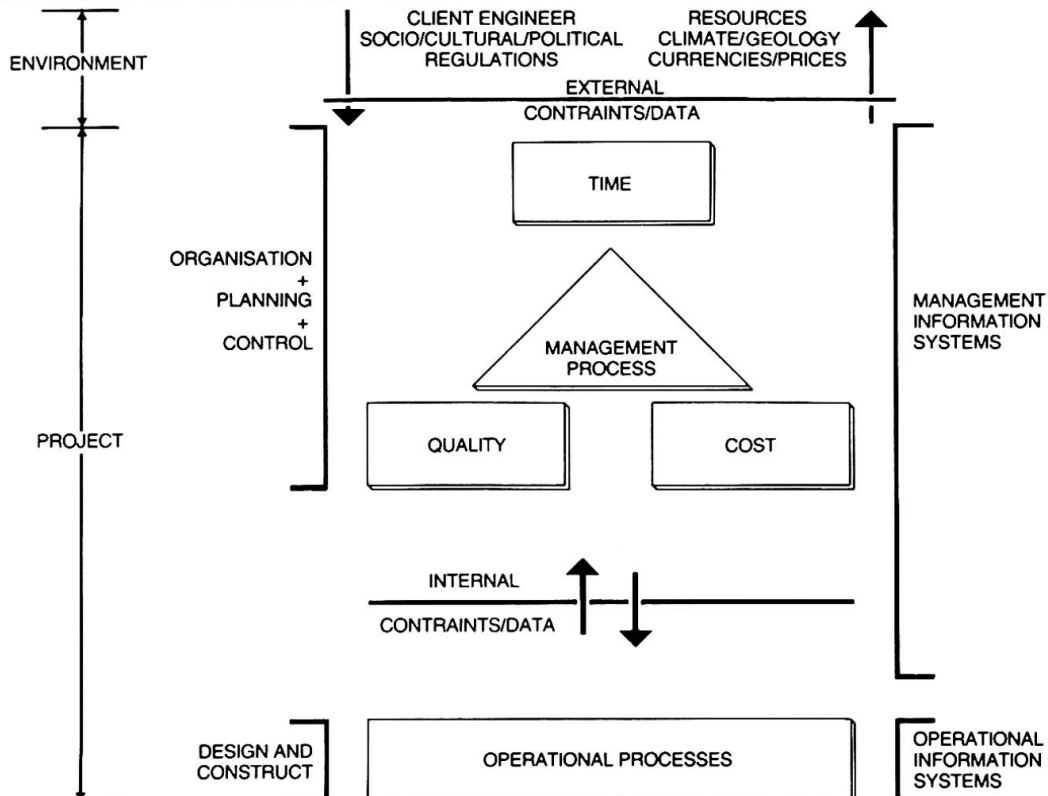 CLIENT ENGINEER
SOCIO/CULTURAL/POLITICAL
REGULATIONS
RESOURCES
CLIMATE/GEOLOGY
CURRENCIES/PRICES
ENVIRONMENT
EXTERNAL
CONTRAINTS/DATA
TIME
ORGANISATION
+
PLANNING
+
CONTROL
MANAGEMENT
PROCESS
MANAGEMENT
INFORMATION
SYSTEMS
PROJECT
QUALITY
COST
INTERNAL
CONTRAINTS/DATA
DESIGN AND
CONSTRUCT
OPERATIONAL PROCESSES
OPERATIONAL
INFORMATION
SYSTEMS